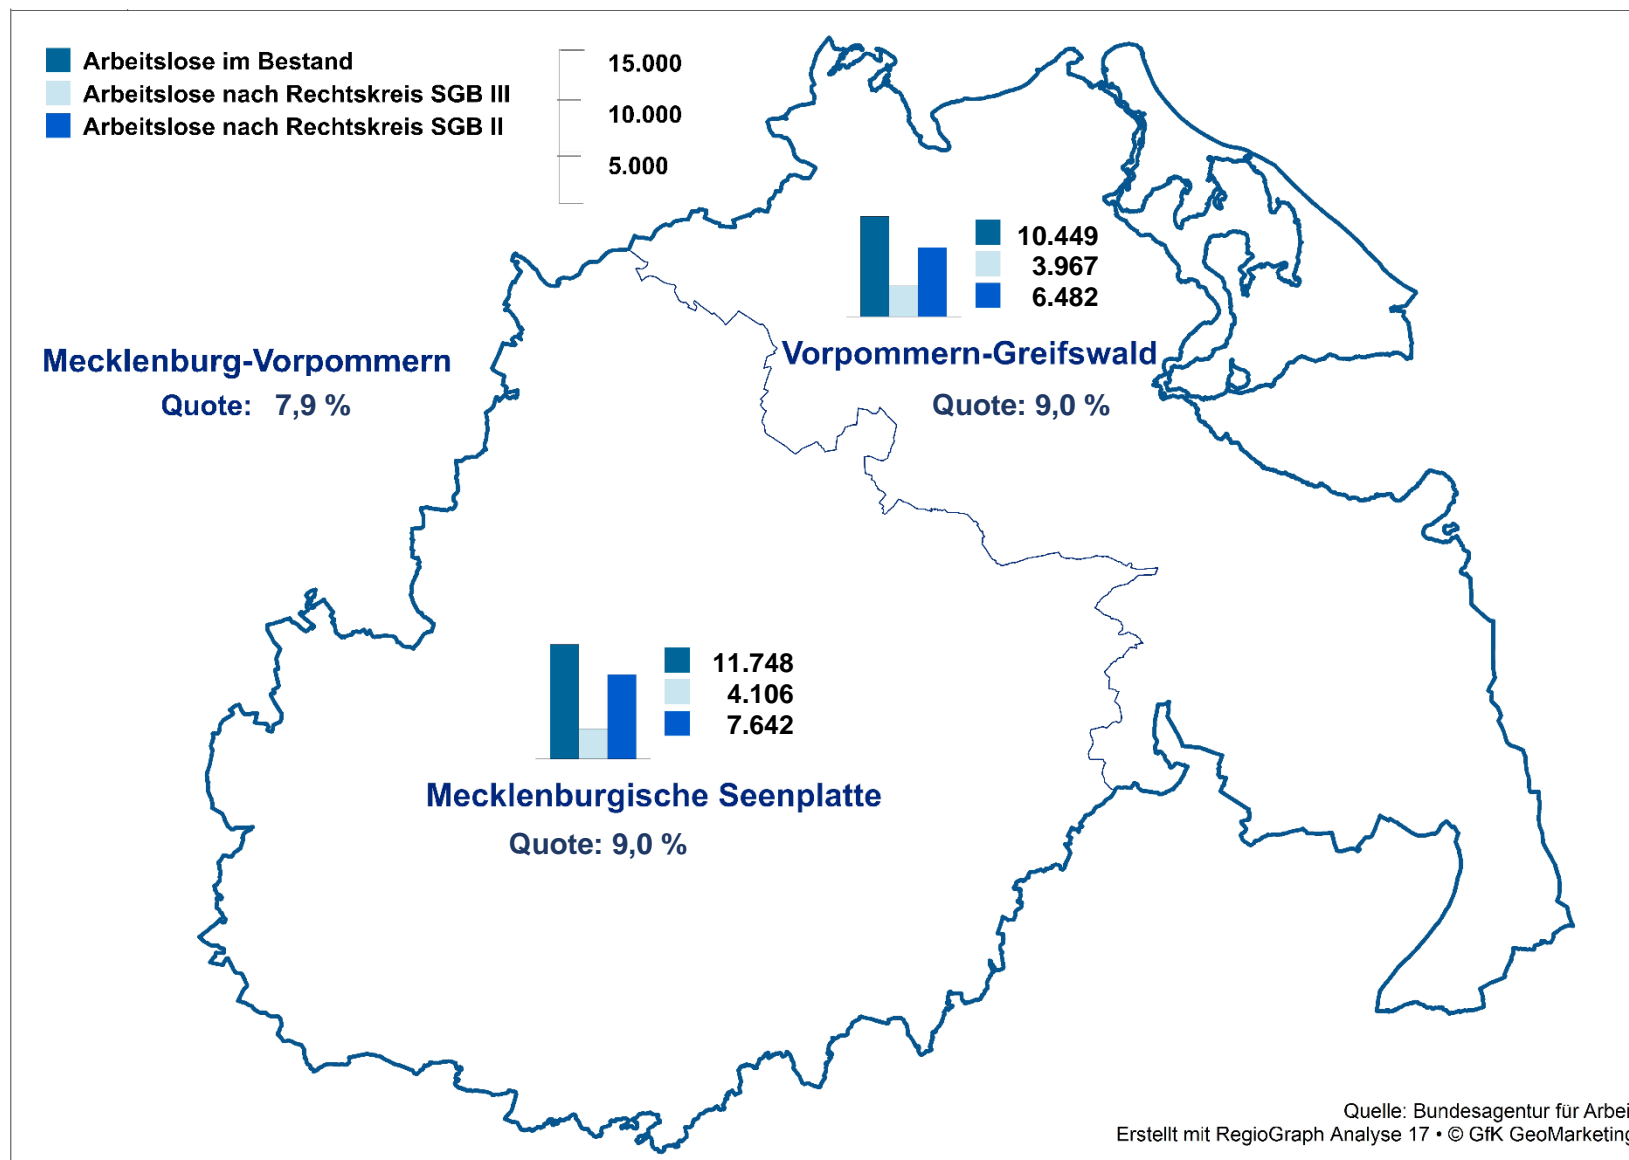 Arbeitslose im Bestand
Arbeitslose nach Rechtskreis SGB III
Arbeitslose nach Rechtskreis SGB II
15.000
10.000
5.000
10.449
3.967
6.482
Vorpommern-Greifswald
Quote: 9,0 %
Mecklenburg-Vorpommern
Quote: 7,9 %
11.748
4.106
7.642
Mecklenburgische Seenplatte
Quote: 9,0 %
Quelle: Bundesagentur für Arbei
Erstellt mit RegioGraph Analyse 17 • © GfK GeoMarketing